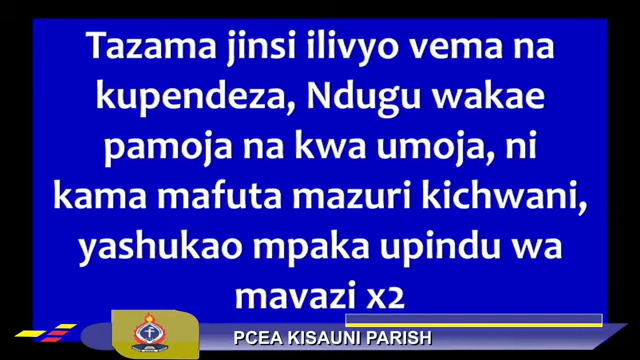 Tazama jinsi ilivyo vema na
kupendeza, Ndugu wakae
pamoja na kwa umoja, ni
kama mafuta mazuri kichwani,
yashukao mpaka upindu wa
mavazi x2
PCEA KISAUNI PARISH